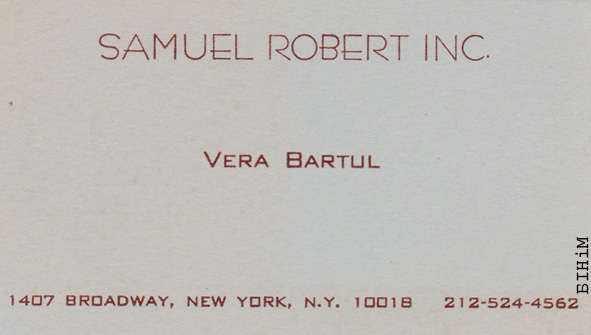 SAMUEL ROBERT INC.
VERA BARTUL
1407 BROADWAY, NEW YORK, N.Y. 10018 212-524-4562
BIHiM